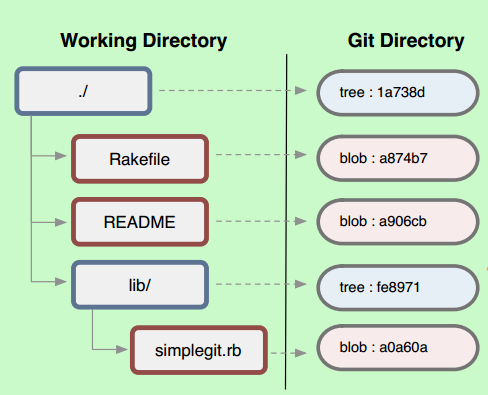 Working Directory
Git Directory
./
tree : 1a738d
Rakefile
blob : a874b7
README
blob : a906cb
lib/
tree : fe8971
simplegit.rb
blob : a0a60a